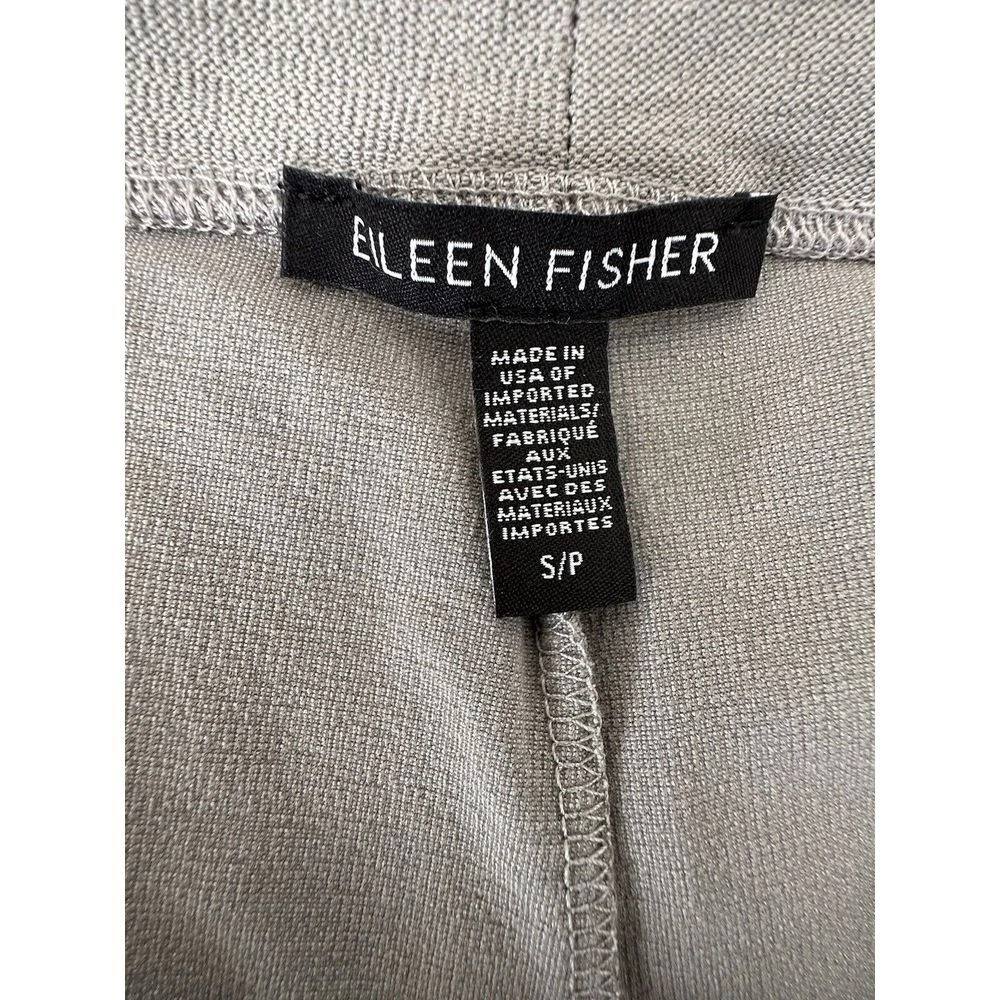 EILEEN FISHER
MADE IN
USA OF
IMPORTED
MATERIALS/
FABRIQUÉ
AUX
ETATS-UNIS
AVEC DES
MATERIAUX
IMPORTES
S/P